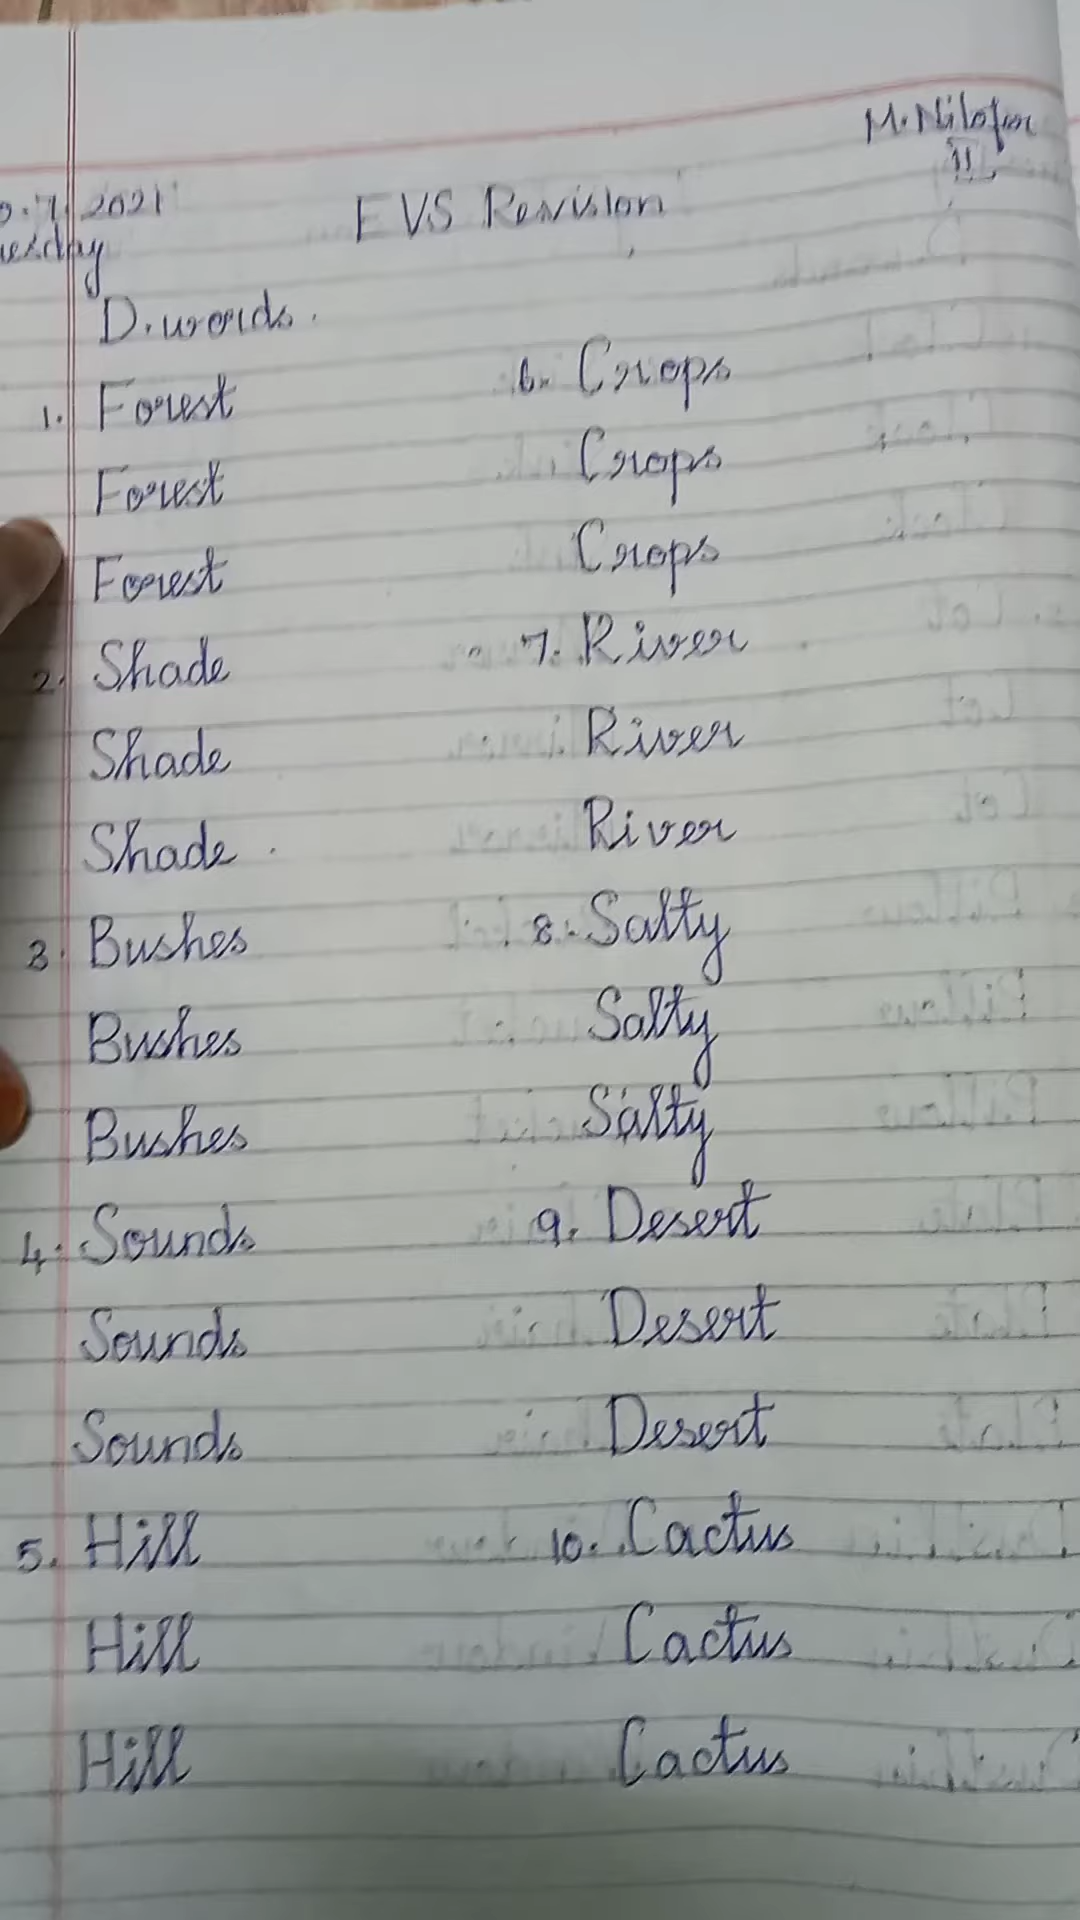 M. Nilofer
II
.7.2021
EVS Revision
D. words.
1. Forest
Forest
Forest
2. Shade
Shade
Shade.
3. Bushes
Bushes
Bushes
4. Sounds
Sounds
Sounds
5. Hill
Hill
Hill
6. Crops
Crops
Crops
7. River
River
River
8. Salty
Salty
Salty
9. Desert
Desert
Desert
10. Cactus
Cactus
Cactus